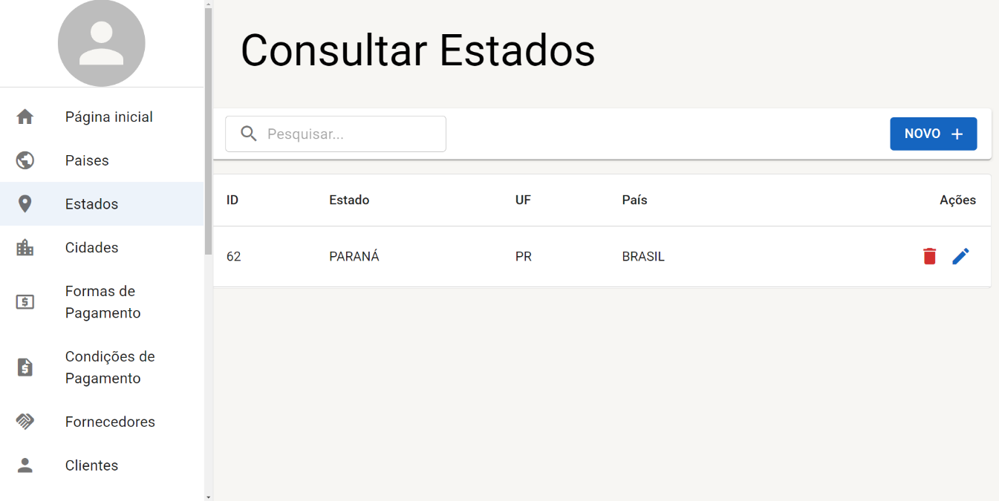 Consultar Estados
Página inicial
Paises
Estados
Cidades
Formas de
Pagamento
Condições de
Pagamento
Fornecedores
Clientes
Pesquisar...
NOVO +
ID Estado UF País Ações
62 PARANÁ PR BRASIL